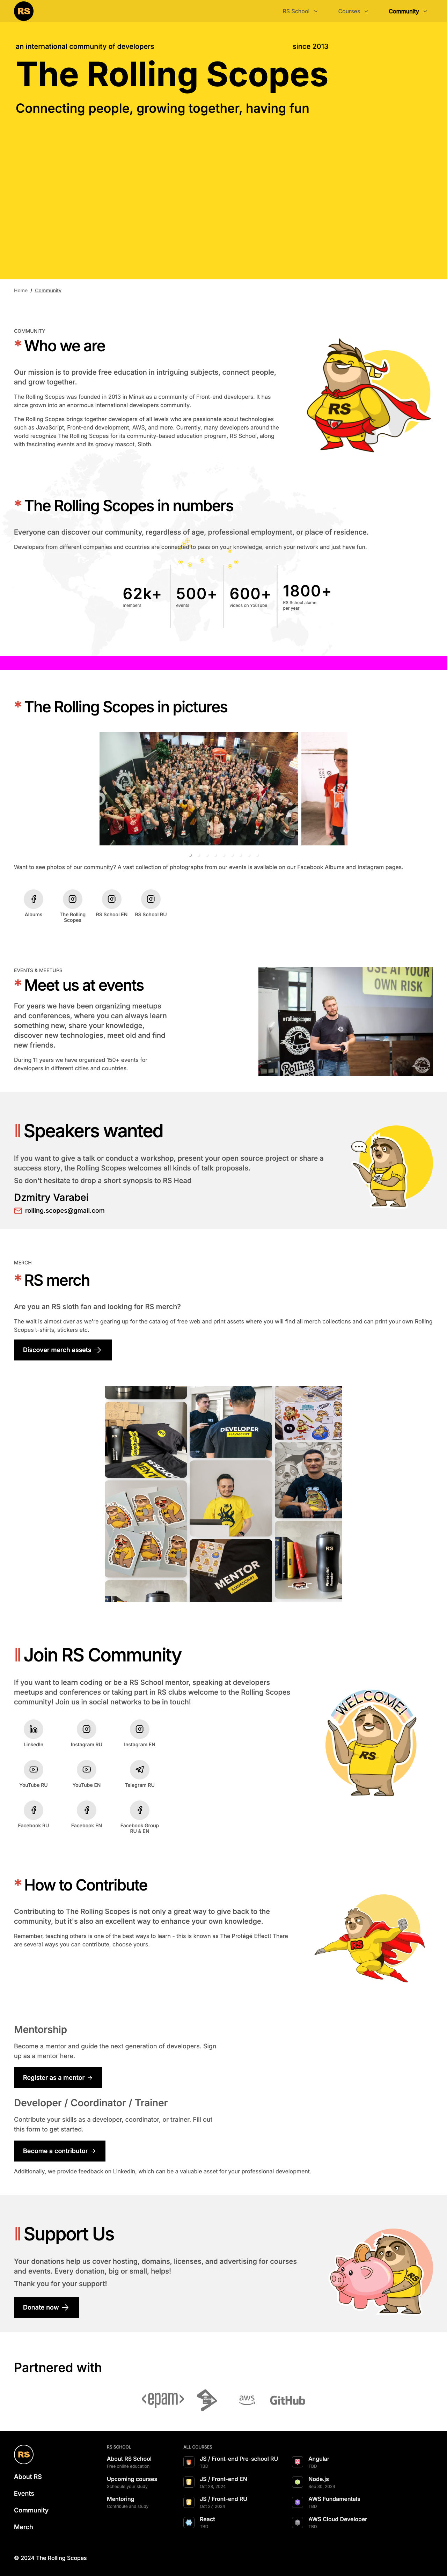 RS
RS School
Courses
Community
an international community of developers
since 2013
The Rolling Scopes
Connecting people, growing together, having fun
Home / Community
COMMUNITY
* Who we are
Our mission is to provide free education in intriguing subjects, connect people,
and grow together.
The Rolling Scopes was founded in 2013 in Minsk as a community of Front-end developers. It has
since grown into an enormous international developers community.
The Rolling Scopes brings together developers of all levels who are passionate about technologies
such as JavaScript, Front-end development, AWS, and more. Currently, many developers around the
world recognize The Rolling Scopes for its community-based education program, RS School, along
with fascinating events and its groovy mascot, Sloth.
RS
* The Rolling Scopes in numbers
Everyone can discover our community, regardless of age, professional employment, or place of residence.
Developers from different companies and countries are connected to pass on your knowledge, enrich your network and just have fun.
62k+
members
500+
events
600+
videos on YouTube
1800+
RS School alumni
per year
* The Rolling Scopes in pictures
Want to see photos of our community? A vast collection of photographs from our events is available on our Facebook Albums and Instagram pages.
Albums
The Rolling
Scopes
RS School EN
RS School RU
EVENTS & MEETUPS
* Meet us at events
For years we have been organizing meetups
and conferences, where you can always learn
something new, share your knowledge,
discover new technologies, meet old and find
new friends.
During 11 years we have organized 150+ events for
developers in different cities and countries.
USE AT YOUR
OWN RISK
#rollingscopes
Rolling
Speakers wanted
If you want to give a talk or conduct a workshop, present your open source project or share a
success story, the Rolling Scopes welcomes all kinds of talk proposals.
So don't hesitate to drop a short synopsis to RS Head
Dzmitry Varabei
rolling.scopes@gmail.com
MERCH
* RS merch
Are you an RS sloth fan and looking for RS merch?
The wait is almost over as we're gearing up for the catalog of free web and print assets where you will find all merch collections and can print your own Rolling
Scopes t-shirts, stickers etc.
Discover merch assets
DEVELOPER
MENTOR
RS
Join RS Community
If you want to learn coding or be a RS School mentor, speaking at developers
meetups and conferences or taking part in RS clubs welcome to the Rolling Scopes
community! Join us in social networks to be in touch!
LinkedIn
Instagram RU
Instagram EN
YouTube RU
YouTube EN
Telegram RU
Facebook RU
Facebook EN
Facebook Group
RU & EN
WELCOME!
RS
* How to Contribute
Contributing to The Rolling Scopes is not only a great way to give back to the
community, but it's also an excellent way to enhance your own knowledge.
Remember, teaching others is one of the best ways to learn - this is known as The Protégé Effect! There
are several ways you can contribute, choose yours.
Mentorship
Become a mentor and guide the next generation of developers. Sign
up as a mentor here.
Register as a mentor
Developer / Coordinator / Trainer
Contribute your skills as a developer, coordinator, or trainer. Fill out
this form to get started.
Become a contributor
Additionally, we provide feedback on LinkedIn, which can be a valuable asset for your professional development.
Support Us
Your donations help us cover hosting, domains, licenses, and advertising for courses
and events. Every donation, big or small, helps!
Thank you for your support!
Donate now
RS
Partnered with
<epam>
aws
GitHub
RS
About RS
Events
Community
Merch
RS SCHOOL
About RS School
Free online education
Upcoming courses
Schedule your study
Mentoring
Contribute and study
ALL COURSES
JS / Front-end Pre-school RU
TBD
JS / Front-end EN
Oct 28, 2024
JS / Front-end RU
Oct 27, 2024
React
TBD
Angular
TBD
Node.js
Sep 30, 2024
AWS Fundamentals
TBD
AWS Cloud Developer
TBD
© 2024 The Rolling Scopes